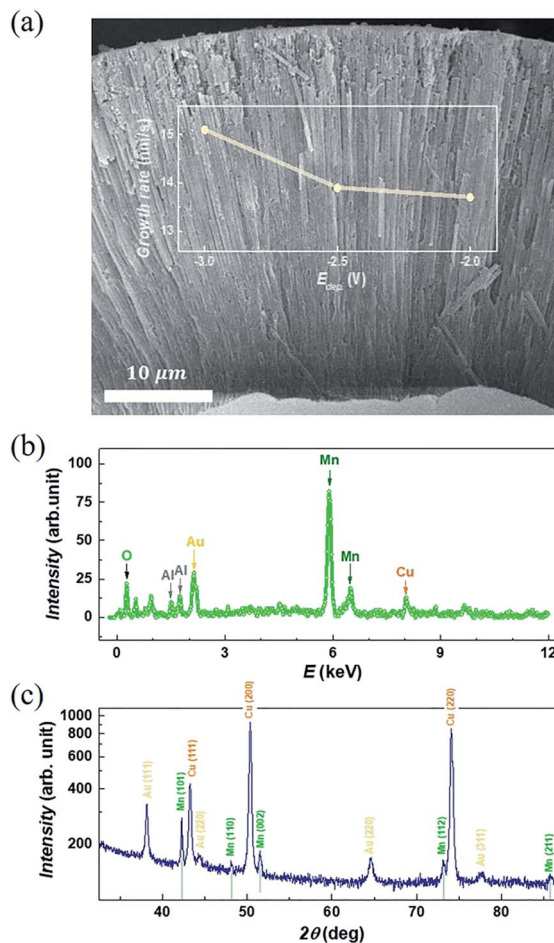 (a)
15
14
13
Growth rate (nm/s)
-3.0
-2.5
-2.0
E dep. (V)
10 μm
(b)
100
75
50
25
0
Intensity (arb.unit)
O
Al
Al
Au
Mn
Mn
Cu
0
3
6
9
12
E (keV)
(c)
1000
800
600
400
200
Intensity (arb. unit)
Au (111)
Mn (101)
Cu (111)
Au (220)
Mn (110)
Cu (200)
Mn (002)
Au (220)
Mn (112)
Cu (220)
Au (311)
Mn (211)
40
50
60
70
80
2θ (deg)